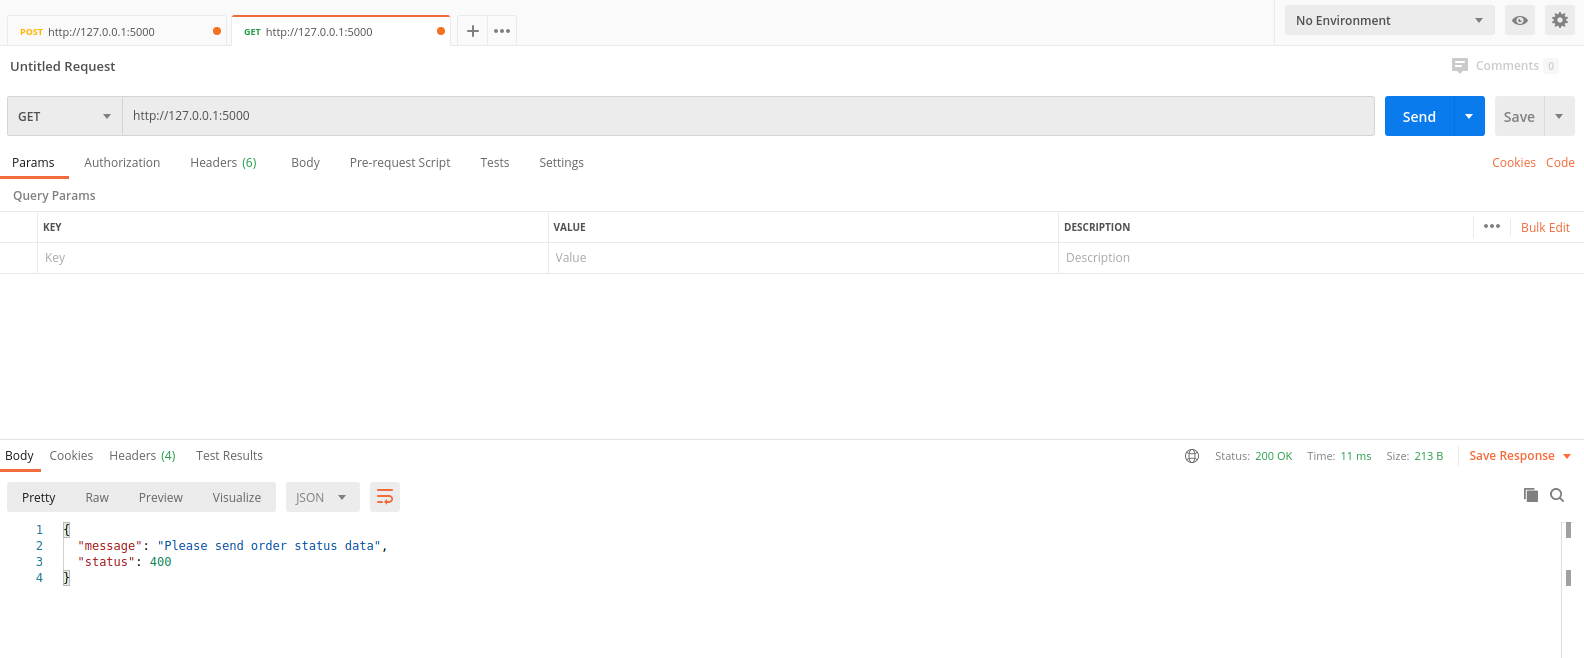 POST http://127.0.0.1:5000 GET http://127.0.0.1:5000 No Environment
Untitled Request Comments 0
GET http://127.0.0.1:5000 Send Save
Params Authorization Headers (6) Body Pre-request Script Tests Settings Cookies Code
Query Params
KEY VALUE DESCRIPTION Bulk Edit
Key Value Description
Body Cookies Headers (4) Test Results Status: 200 OK Time: 11 ms Size: 213 B Save Response
Pretty Raw Preview Visualize JSON
1 {
2 "message": "Please send order status data",
3 "status": 400
4 }